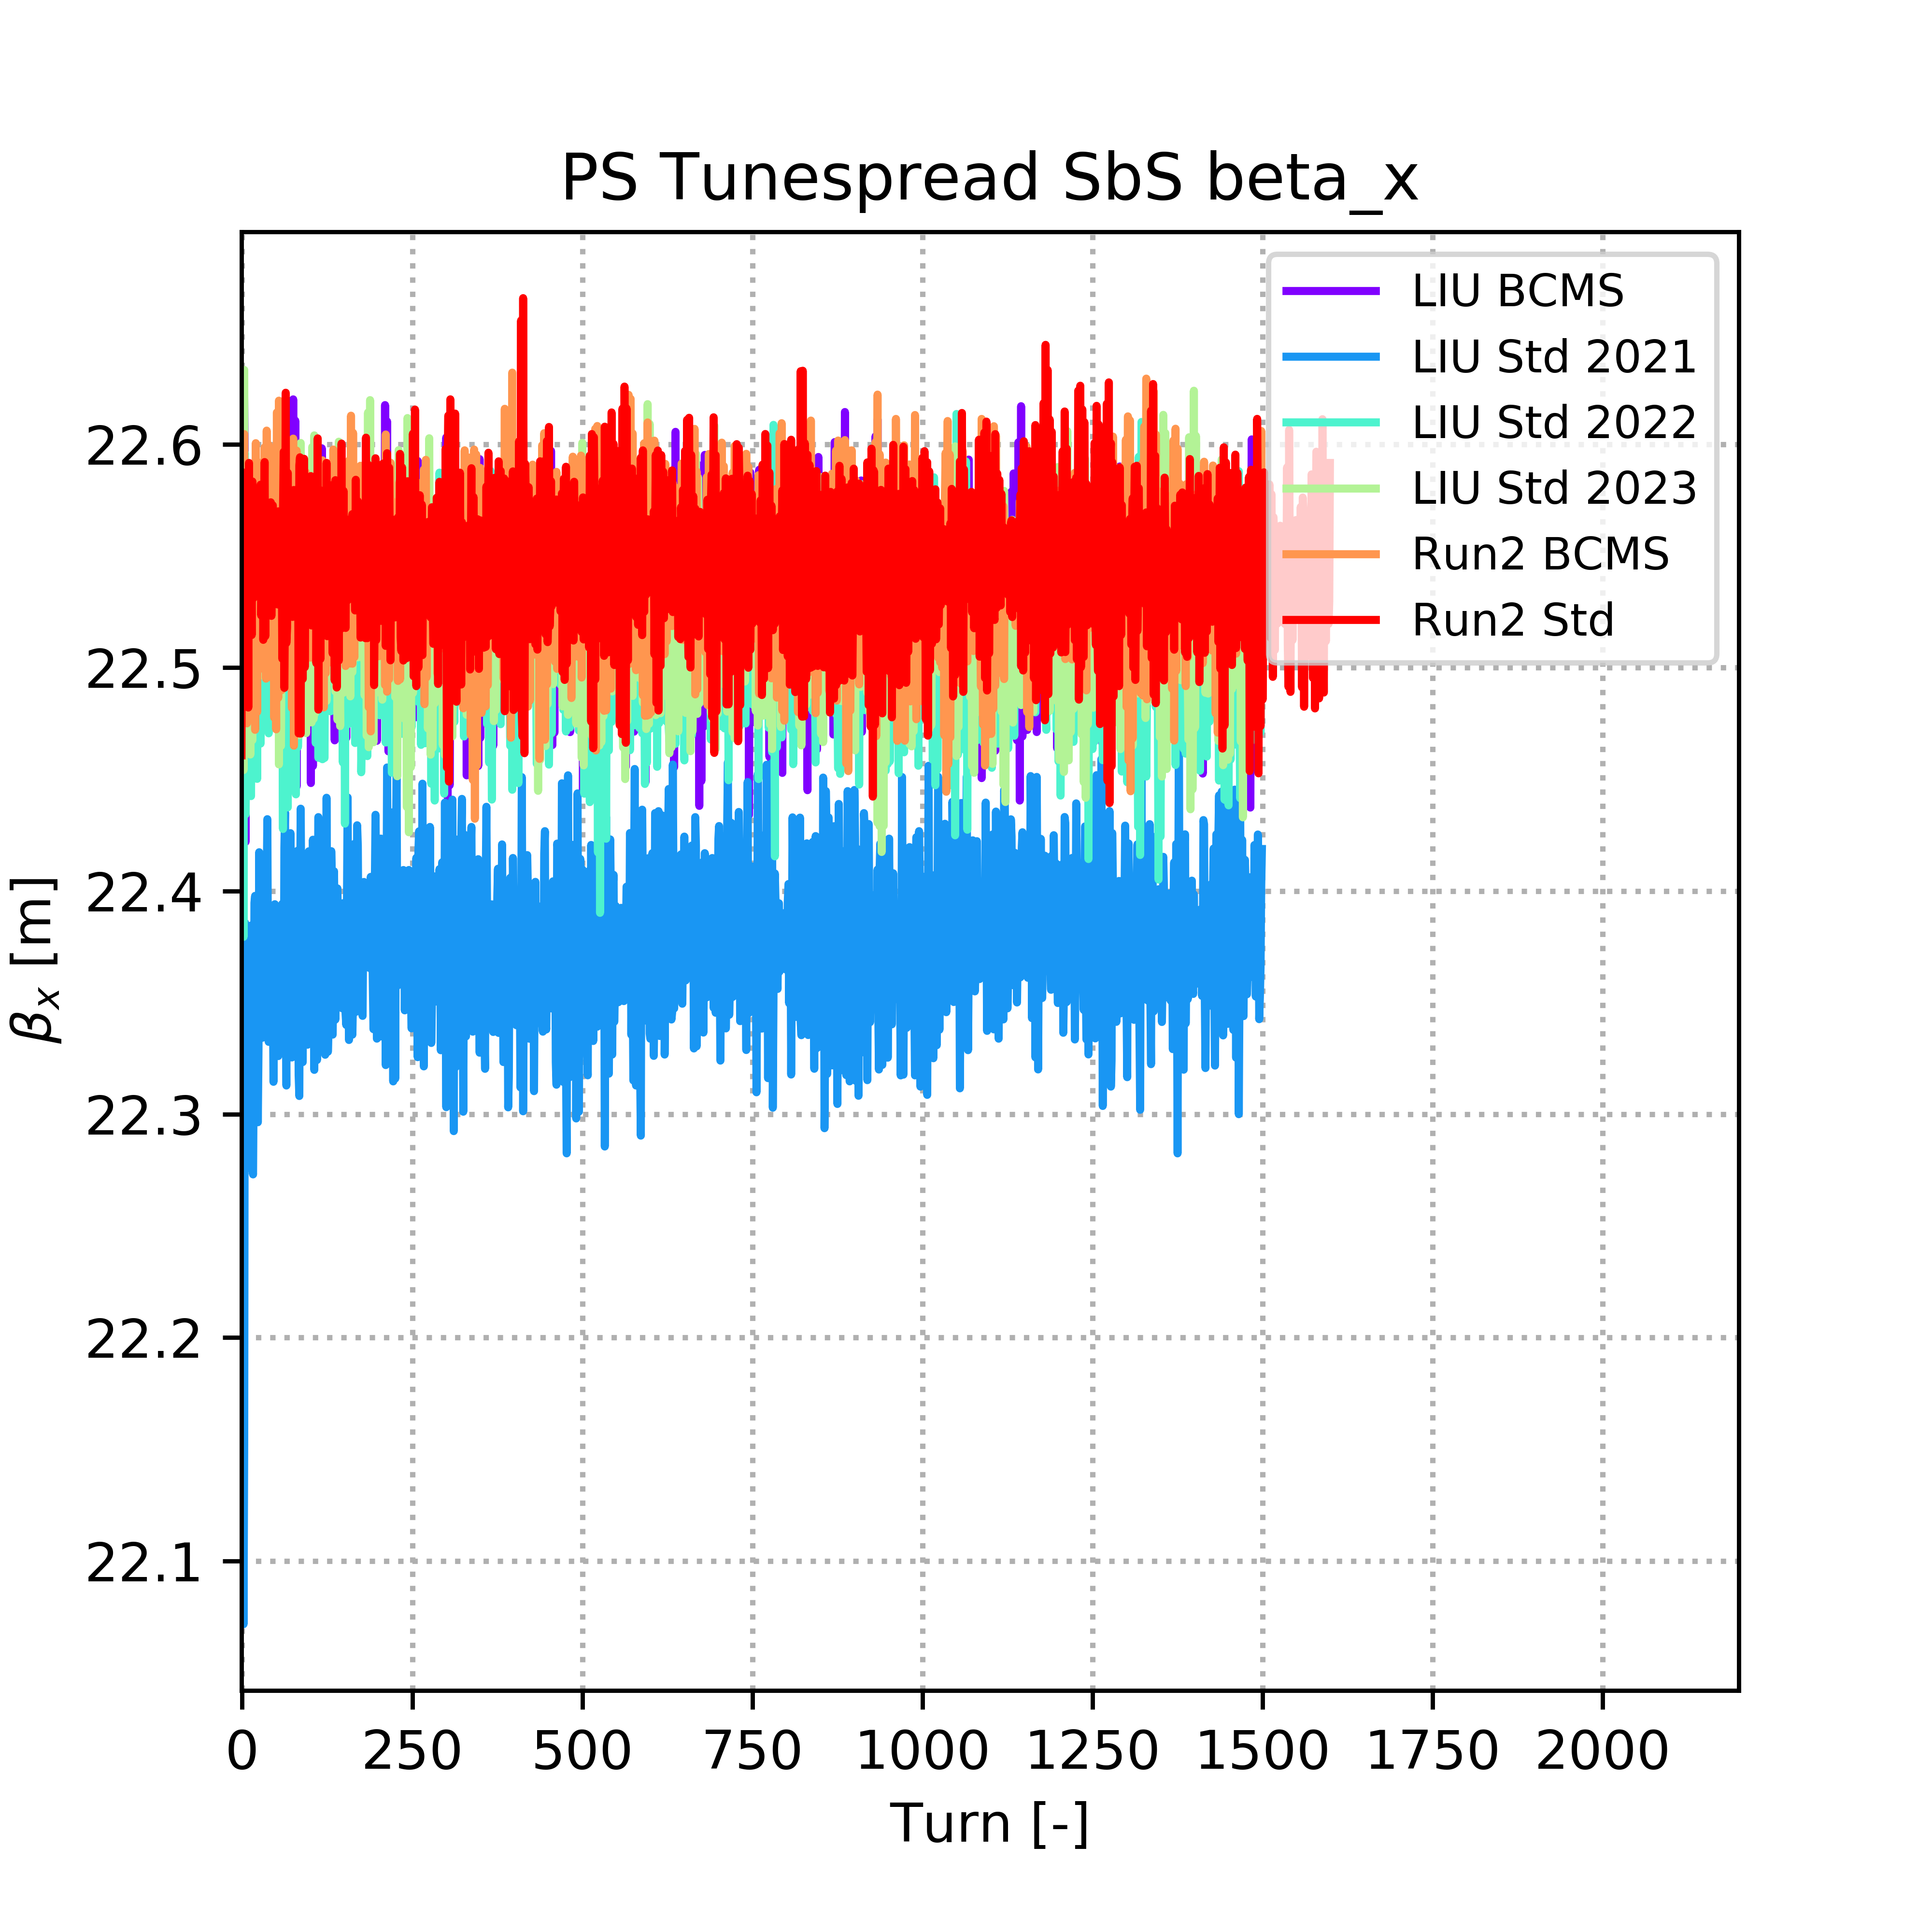 PS Tunespread SbS beta_x
LIU BCMS
LIU Std 2021
LIU Std 2022
LIU Std 2023
Run2 BCMS
Run2 Std
22.6
22.5
22.4
22.3
22.2
22.1
βx [m]
0 250 500 750 1000 1250 1500 1750 2000
Turn [-]